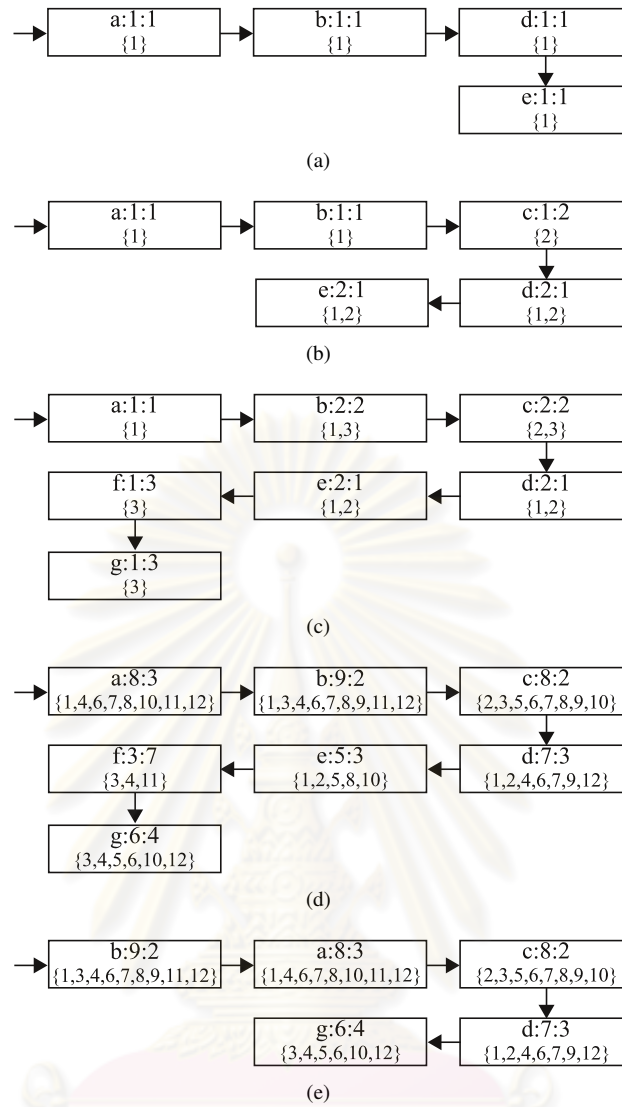 a:1:1 b:1:1 d:1:1
{1} {1} {1}
e:1:1
{1}
(a)
a:1:1 b:1:1 c:1:2
{1} {1} {2}
e:2:1 d:2:1
{1,2} {1,2}
(b)
a:1:1 b:2:2 c:2:2
{1} {1,3} {2,3}
f:1:3 e:2:1 d:2:1
{3} {1,2} {1,2}
g:1:3
{3}
(c)
a:8:3 b:9:2 c:8:2
{1,4,6,7,8,10,11,12} {1,3,4,6,7,8,9,11,12} {2,3,5,6,7,8,9,10}
f:3:7 e:5:3 d:7:3
{3,4,11} {1,2,5,8,10} {1,2,4,6,7,9,12}
g:6:4
{3,4,5,6,10,12}
(d)
b:9:2 a:8:3 c:8:2
{1,3,4,6,7,8,9,11,12} {1,4,6,7,8,10,11,12} {2,3,5,6,7,8,9,10}
g:6:4 d:7:3
{3,4,5,6,10,12} {1,2,4,6,7,9,12}
(e)